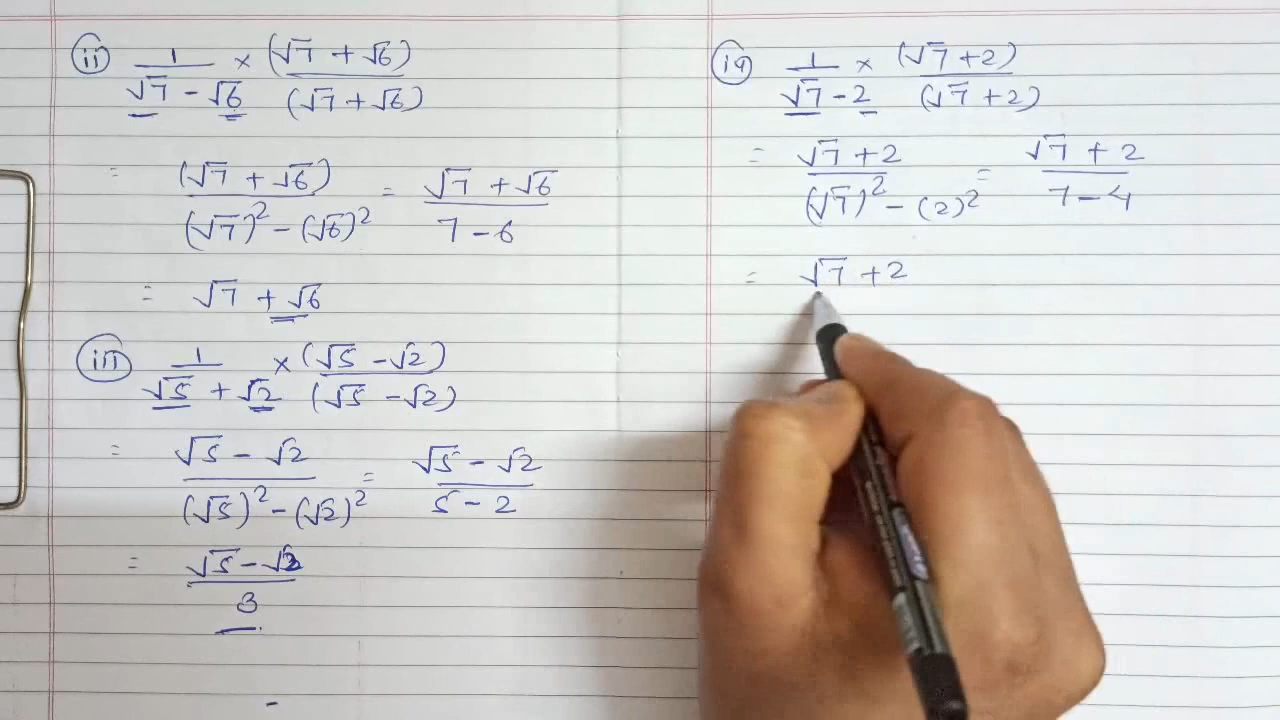 (ii) 1/(√7 − √6) × (√7 + √6)/(√7 + √6)
= (√7 + √6)/((√7)² − (√6)²) = (√7 + √6)/(7 − 6)
= √7 + √6
(iii) 1/(√5 + √2) × (√5 − √2)/(√5 − √2)
= (√5 − √2)/((√5)² − (√2)²) = (√5 − √2)/(5 − 2)
= (√5 − √2)/3
(iv) 1/(√7 − 2) × (√7 + 2)/(√7 + 2)
= (√7 + 2)/((√7)² − (2)²) = (√7 + 2)/(7 − 4)
= √7 + 2